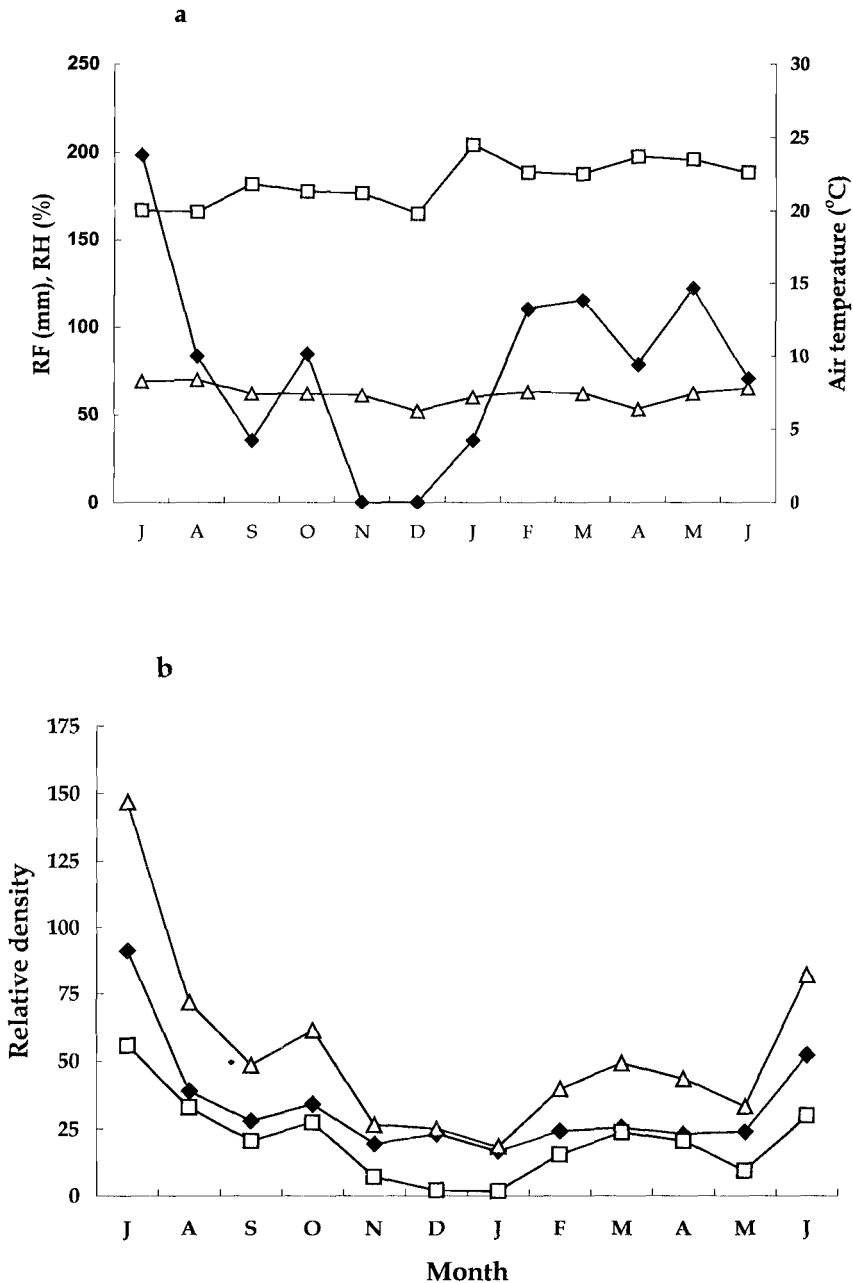 a
250
200
150
100
50
0
RF (mm), RH (%)
30
25
20
15
10
5
0
Air temperature (°C)
J A S O N D J F M A M J
b
175
150
125
100
75
50
25
0
Relative density
J A S O N D J F M A M J
Month